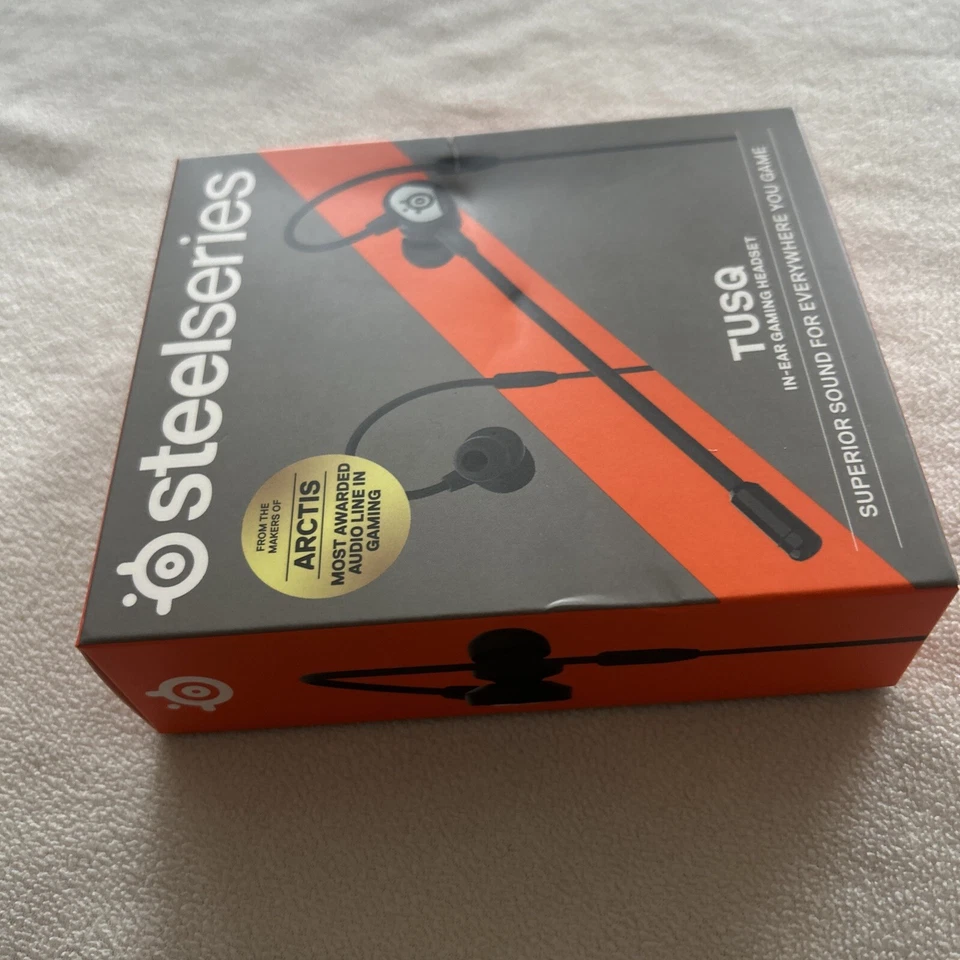 steelseries
FROM THE
MAKERS OF
ARCTIS
MOST AWARDED
AUDIO LINE IN
GAMING
TUSQ
IN-EAR GAMING HEADSET
SUPERIOR SOUND FOR EVERYWHERE YOU GAME